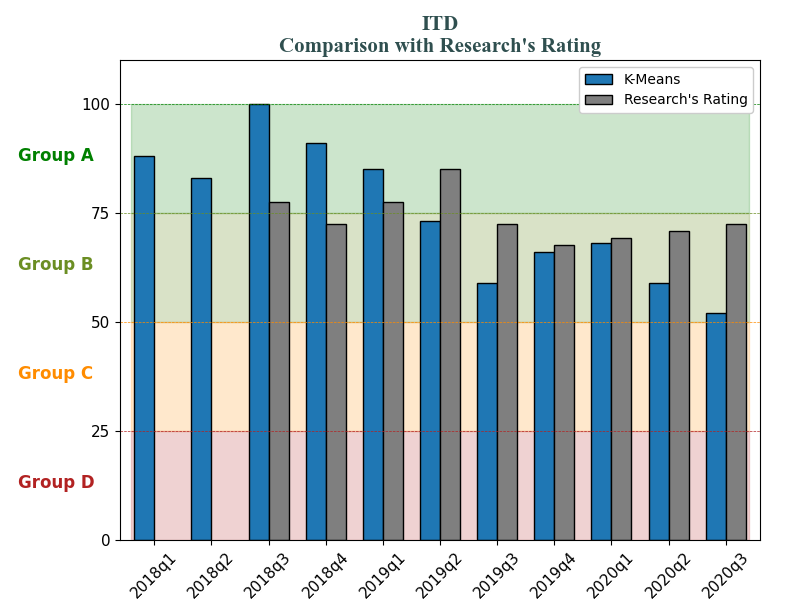 ITD
Comparison with Research's Rating
K-Means
Research's Rating
100
75
50
25
0
Group A
Group B
Group C
Group D
2018q1
2018q2
2018q3
2018q4
2019q1
2019q2
2019q3
2019q4
2020q1
2020q2
2020q3